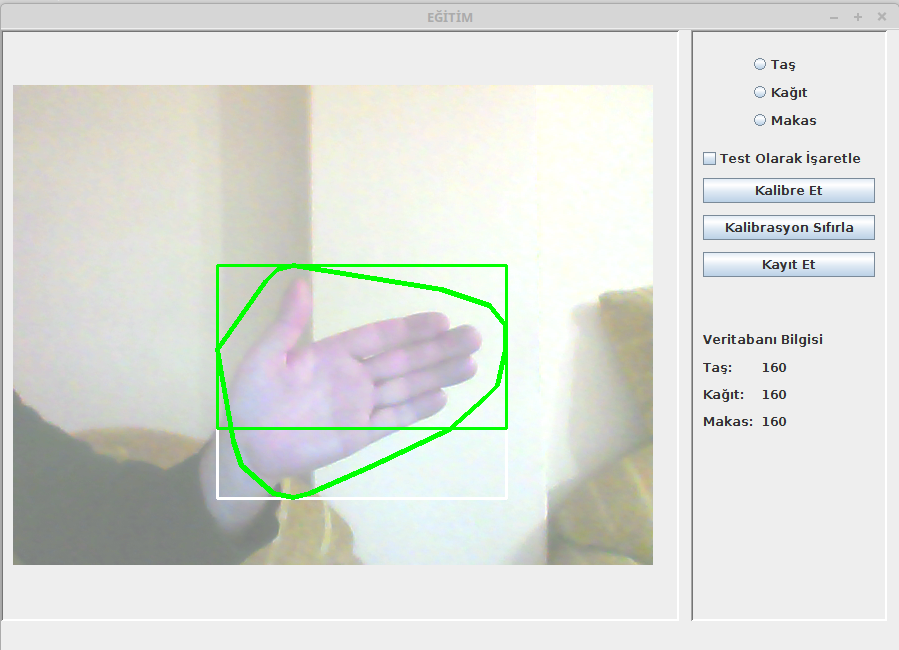 EĞİTİM
Taş
Kağıt
Makas
Test Olarak İşaretle
Kalibre Et
Kalibrasyon Sıfırla
Kayıt Et
Veritabanı Bilgisi
Taş: 160
Kağıt: 160
Makas: 160